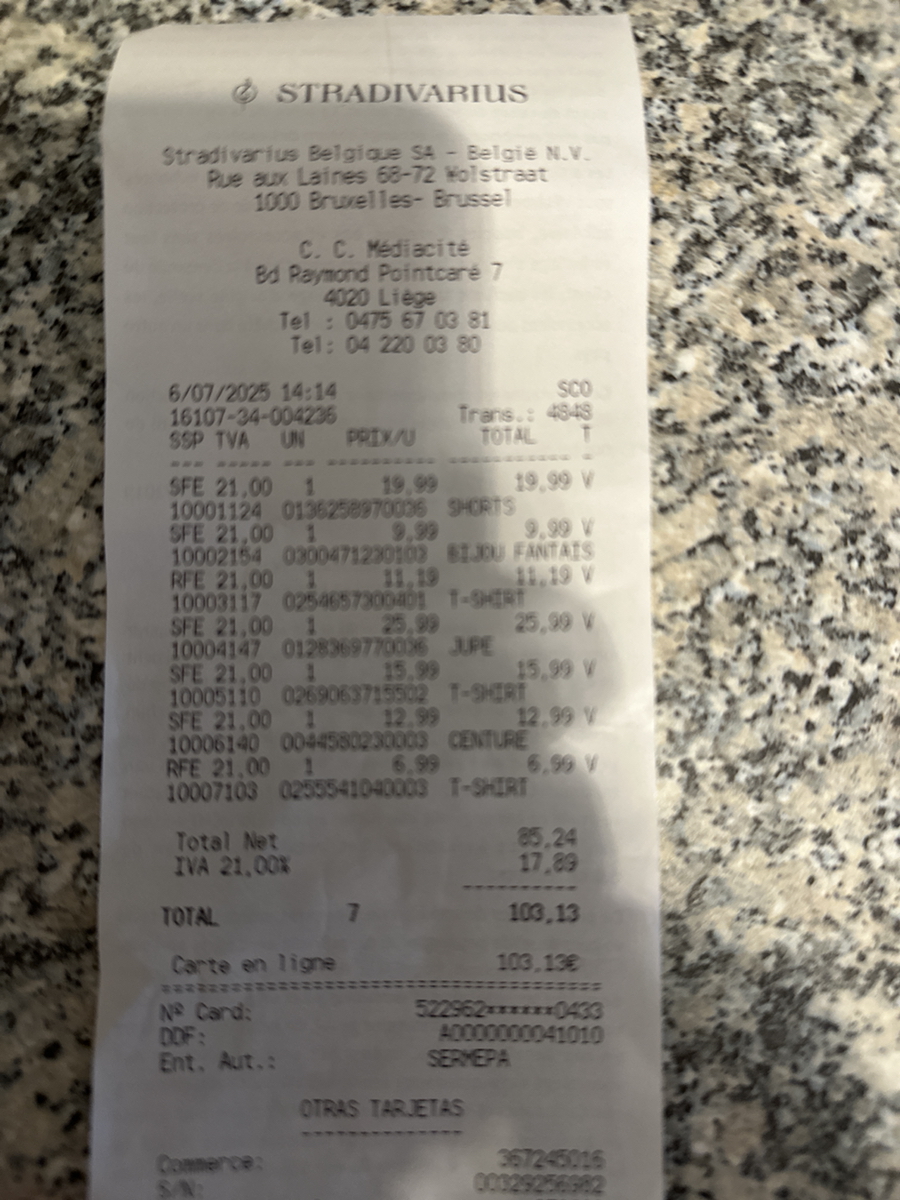 STRADIVARIUS
Stradivarius Belgique SA - België N.V.
Rue aux Laines 68-72 Wolstraat
1000 Bruxelles- Brussel
C. C. Médiacité
Bd Raymond Pointcaré 7
4020 Liège
Tel : 0475 67 03 81
Tel: 04 220 03 80
6/07/2025 14:14 SCO
16107-34-004236 Trans.: 4848
SSP TVA UN PRIX/U TOTAL T
--- ----- --- ---------- ----------- -
SFE 21,00 1 19,99 19,99 V
10001124 0136258970036 SHORTS
SFE 21,00 1 9,99 9,99 V
10002154 0300471230103 BIJOU FANTAIS
RFE 21,00 1 11,19 11,19 V
10003117 0254657300401 T-SHIRT
SFE 21,00 1 25,99 25,99 V
10004147 0128369770036 JUPE
SFE 21,00 1 15,99 15,99 V
10005110 0269063715502 T-SHIRT
SFE 21,00 1 12,99 12,99 V
10006140 0044580230003 CENTURE
RFE 21,00 1 6,99 6,99 V
10007103 0255541040003 T-SHIRT
Total Net 85,24
IVA 21,00% 17,89
----------
TOTAL 7 103,13
Carte en ligne 103,13€
======================================
Nº Card: 522962******0433
DDF: A0000000041010
Ent. Aut.: SERMEPA
OTRAS TARJETAS
--------------
Commerce: 367245016
S/N: 00329256982